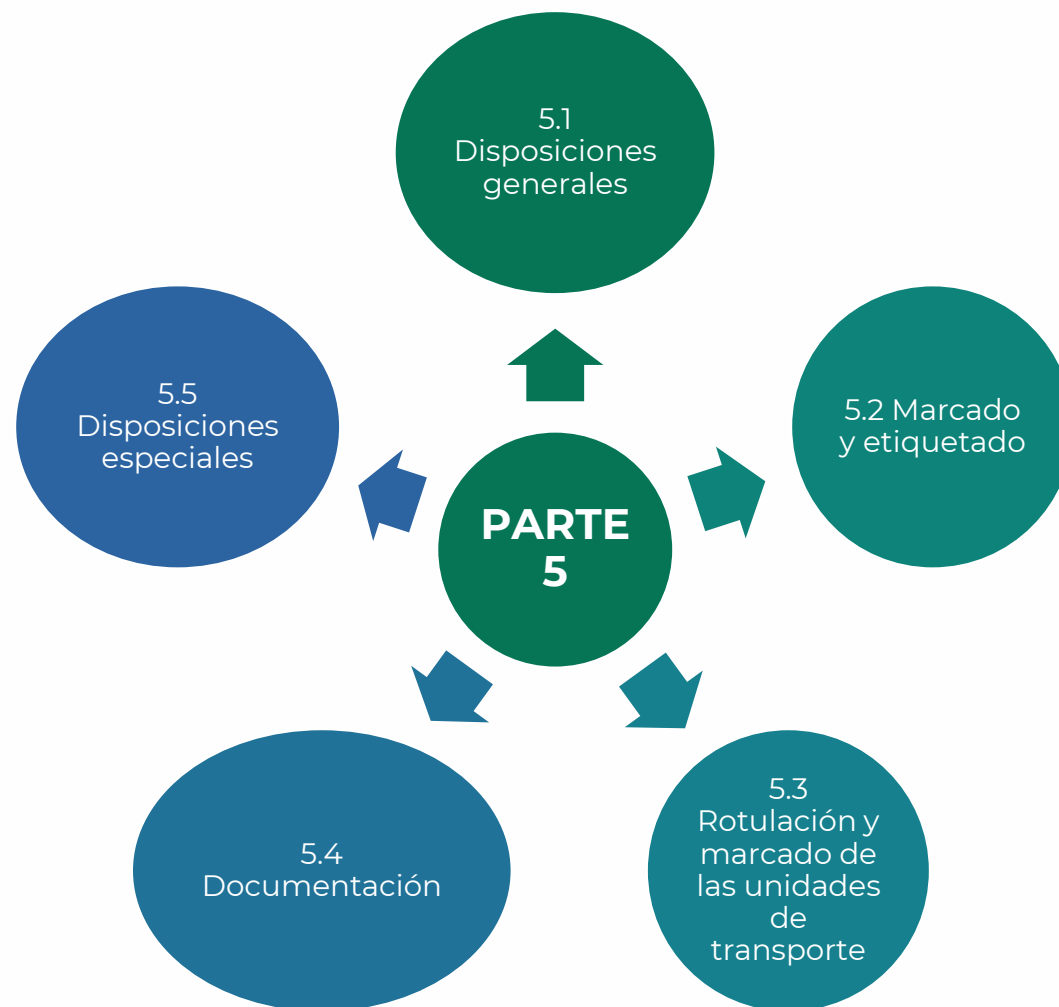 5.1
Disposiciones
generales
5.5
Disposiciones
especiales
5.2 Marcado
y etiquetado
PARTE
5
5.4
Documentación
5.3
Rotulación y
marcado de
las unidades
de
transporte